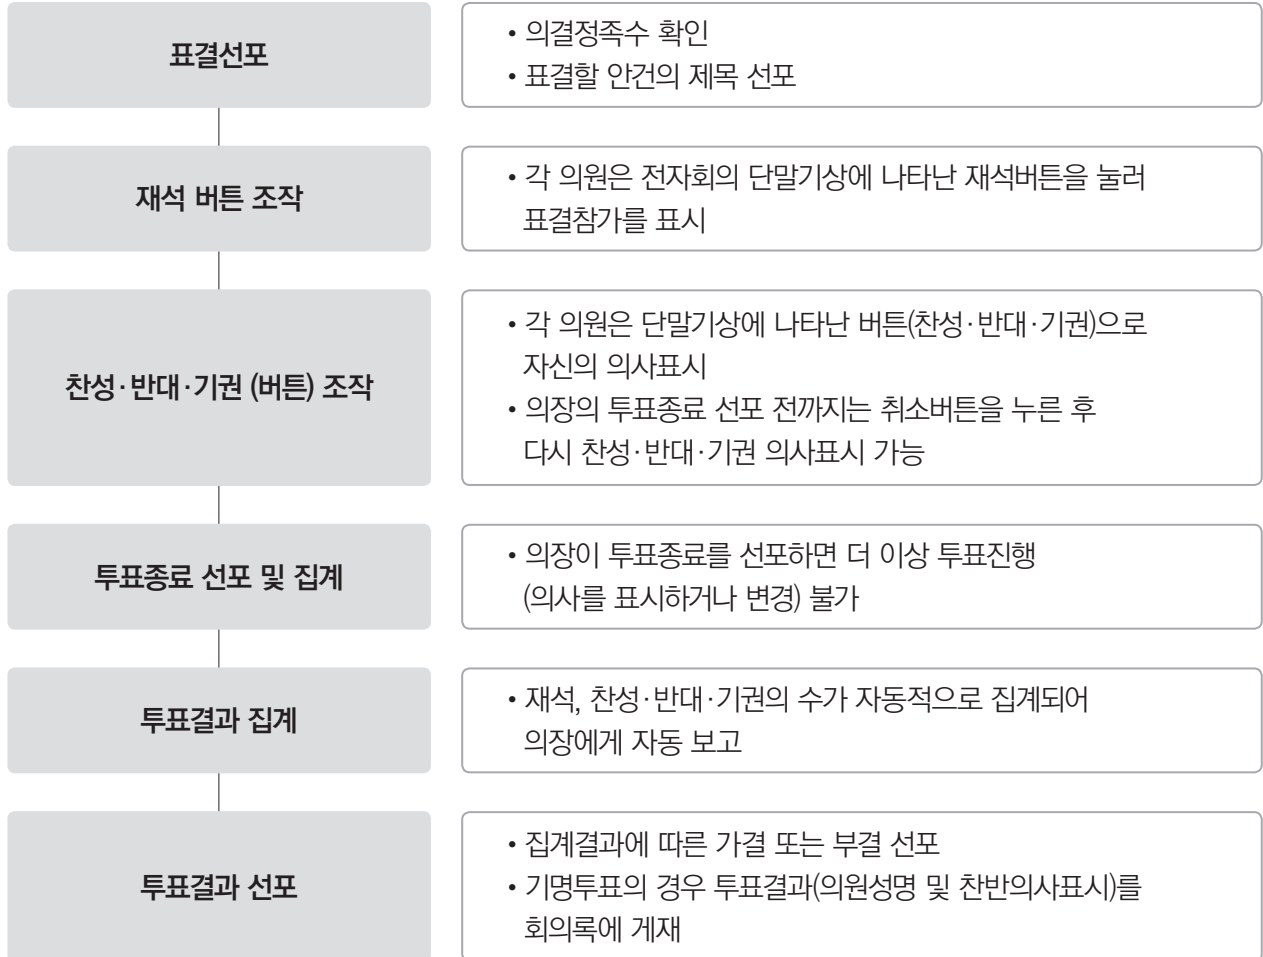 표결선포
• 의결정족수 확인
• 표결할 안건의 제목 선포
재석 버튼 조작
• 각 의원은 전자회의 단말기상에 나타난 재석버튼을 눌러
표결참가를 표시
찬성·반대·기권 (버튼) 조작
• 각 의원은 단말기상에 나타난 버튼(찬성·반대·기권)으로
자신의 의사표시
• 의장의 투표종료 선포 전까지는 취소버튼을 누른 후
다시 찬성·반대·기권 의사표시 가능
투표종료 선포 및 집계
• 의장이 투표종료를 선포하면 더 이상 투표진행
(의사를 표시하거나 변경) 불가
투표결과 집계
• 재석, 찬성·반대·기권의 수가 자동적으로 집계되어
의장에게 자동 보고
투표결과 선포
• 집계결과에 따른 가결 또는 부결 선포
• 기명투표의 경우 투표결과(의원성명 및 찬반의사표시)를
회의록에 게재